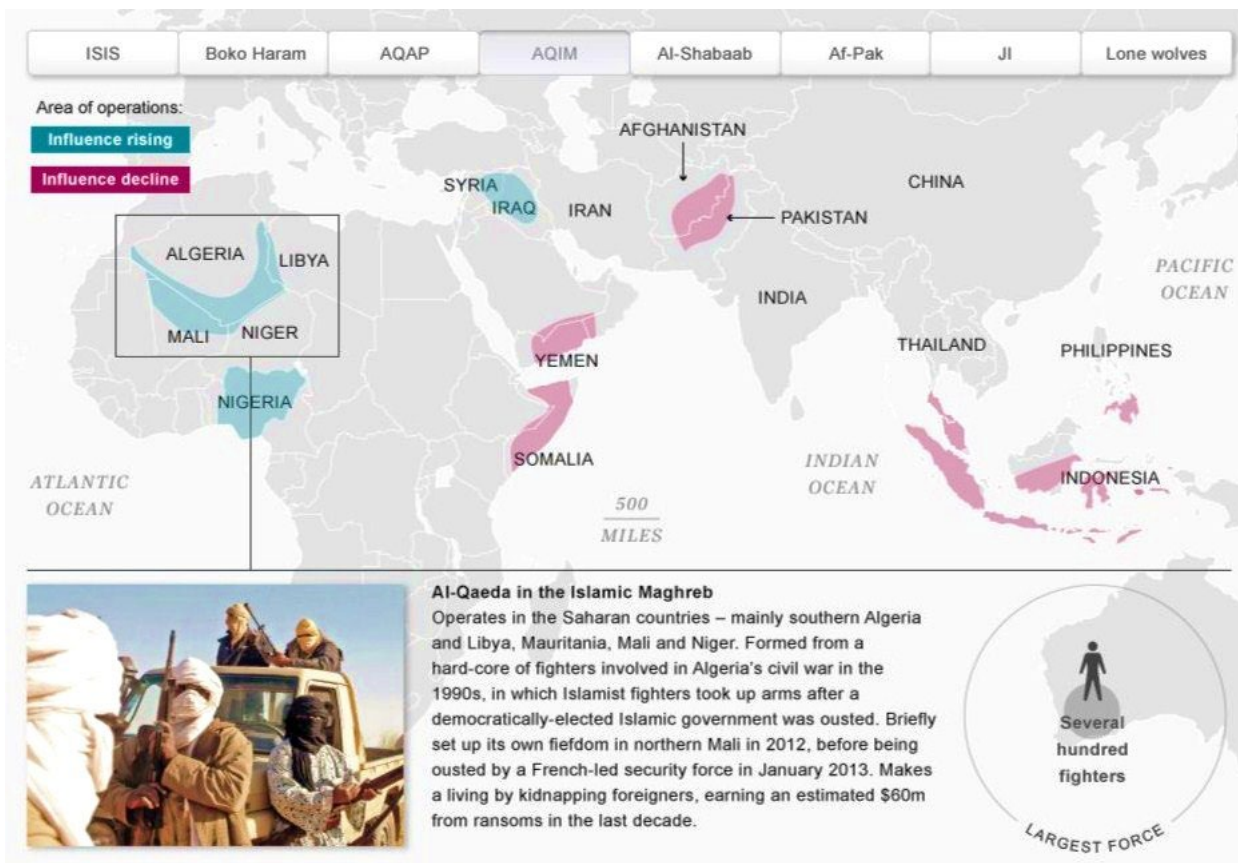 ISIS
Boko Haram
AQAP
AQIM
Al-Shabaab
Af-Pak
JI
Lone wolves
Area of operations:
Influence rising
Influence decline
AFGHANISTAN
SYRIA
IRAQ
IRAN
CHINA
PAKISTAN
ALGERIA
LIBYA
PACIFIC
OCEAN
INDIA
MALI
NIGER
YEMEN
THAILAND
PHILIPPINES
NIGERIA
SOMALIA
INDIAN
OCEAN
INDONESIA
ATLANTIC
OCEAN
500
MILES
Al-Qaeda in the Islamic Maghreb
Operates in the Saharan countries – mainly southern Algeria
and Libya, Mauritania, Mali and Niger. Formed from a
hard-core of fighters involved in Algeria's civil war in the
1990s, in which Islamist fighters took up arms after a
democratically-elected Islamic government was ousted. Briefly
set up its own fiefdom in northern Mali in 2012, before being
ousted by a French-led security force in January 2013. Makes
a living by kidnapping foreigners, earning an estimated $60m
from ransoms in the last decade.
Several
hundred
fighters
LARGEST FORCE